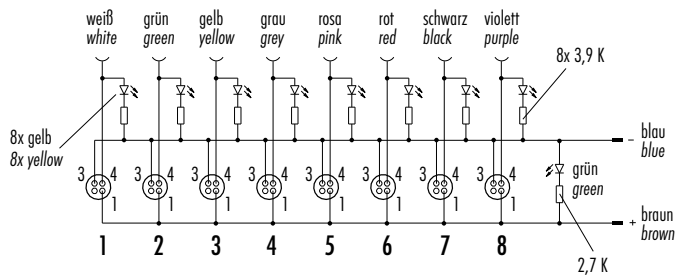 weiß grün gelb grau rosa rot schwarz violett
white green yellow grey pink red black purple
8x 3,9 K
8x gelb
8x yellow
− blau
blue
3 4 3 4 3 4 3 4 3 4 3 4 3 4 3 4
grün
green
1 1 1 1 1 1 1 1
+ braun
brown
1 2 3 4 5 6 7 8
2,7 K